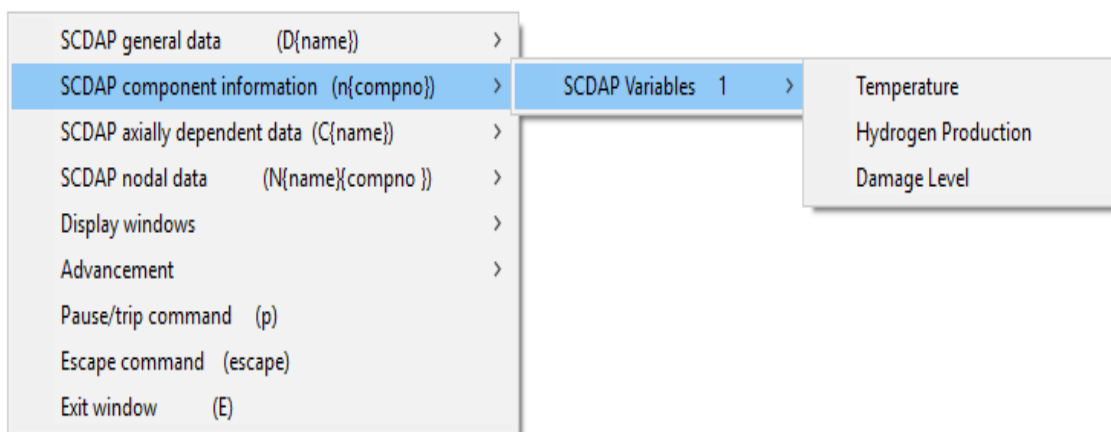 SCDAP general data (D{name}) >
SCDAP component information (n{compno}) >
SCDAP axially dependent data (C{name}) >
SCDAP nodal data (N{name}{compno }) >
Display windows >
Advancement >
Pause/trip command (p)
Escape command (escape)
Exit window (E)
SCDAP Variables 1 >
Temperature
Hydrogen Production
Damage Level